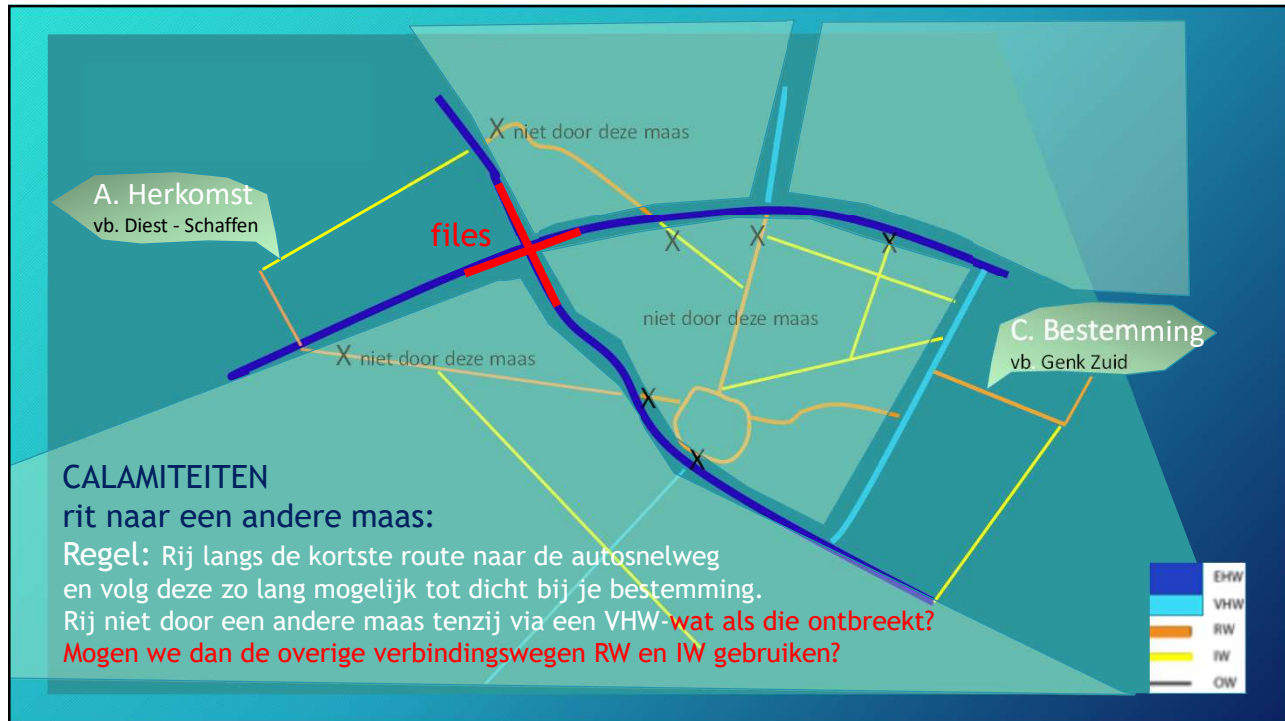 X niet door deze maas
A. Herkomst
vb. Diest - Schaffen
files
X
X
X
niet door deze maas
C. Bestemming
vb. Genk Zuid
X niet door deze maas
X
X
CALAMITEITEN
rit naar een andere maas:
Regel: Rij langs de kortste route naar de autosnelweg
en volg deze zo lang mogelijk tot dicht bij je bestemming.
Rij niet door een andere maas tenzij via een VHW-wat als die ontbreekt?
Mogen we dan de overige verbindingswegen RW en IW gebruiken?
EHW
VHW
RW
IW
OW